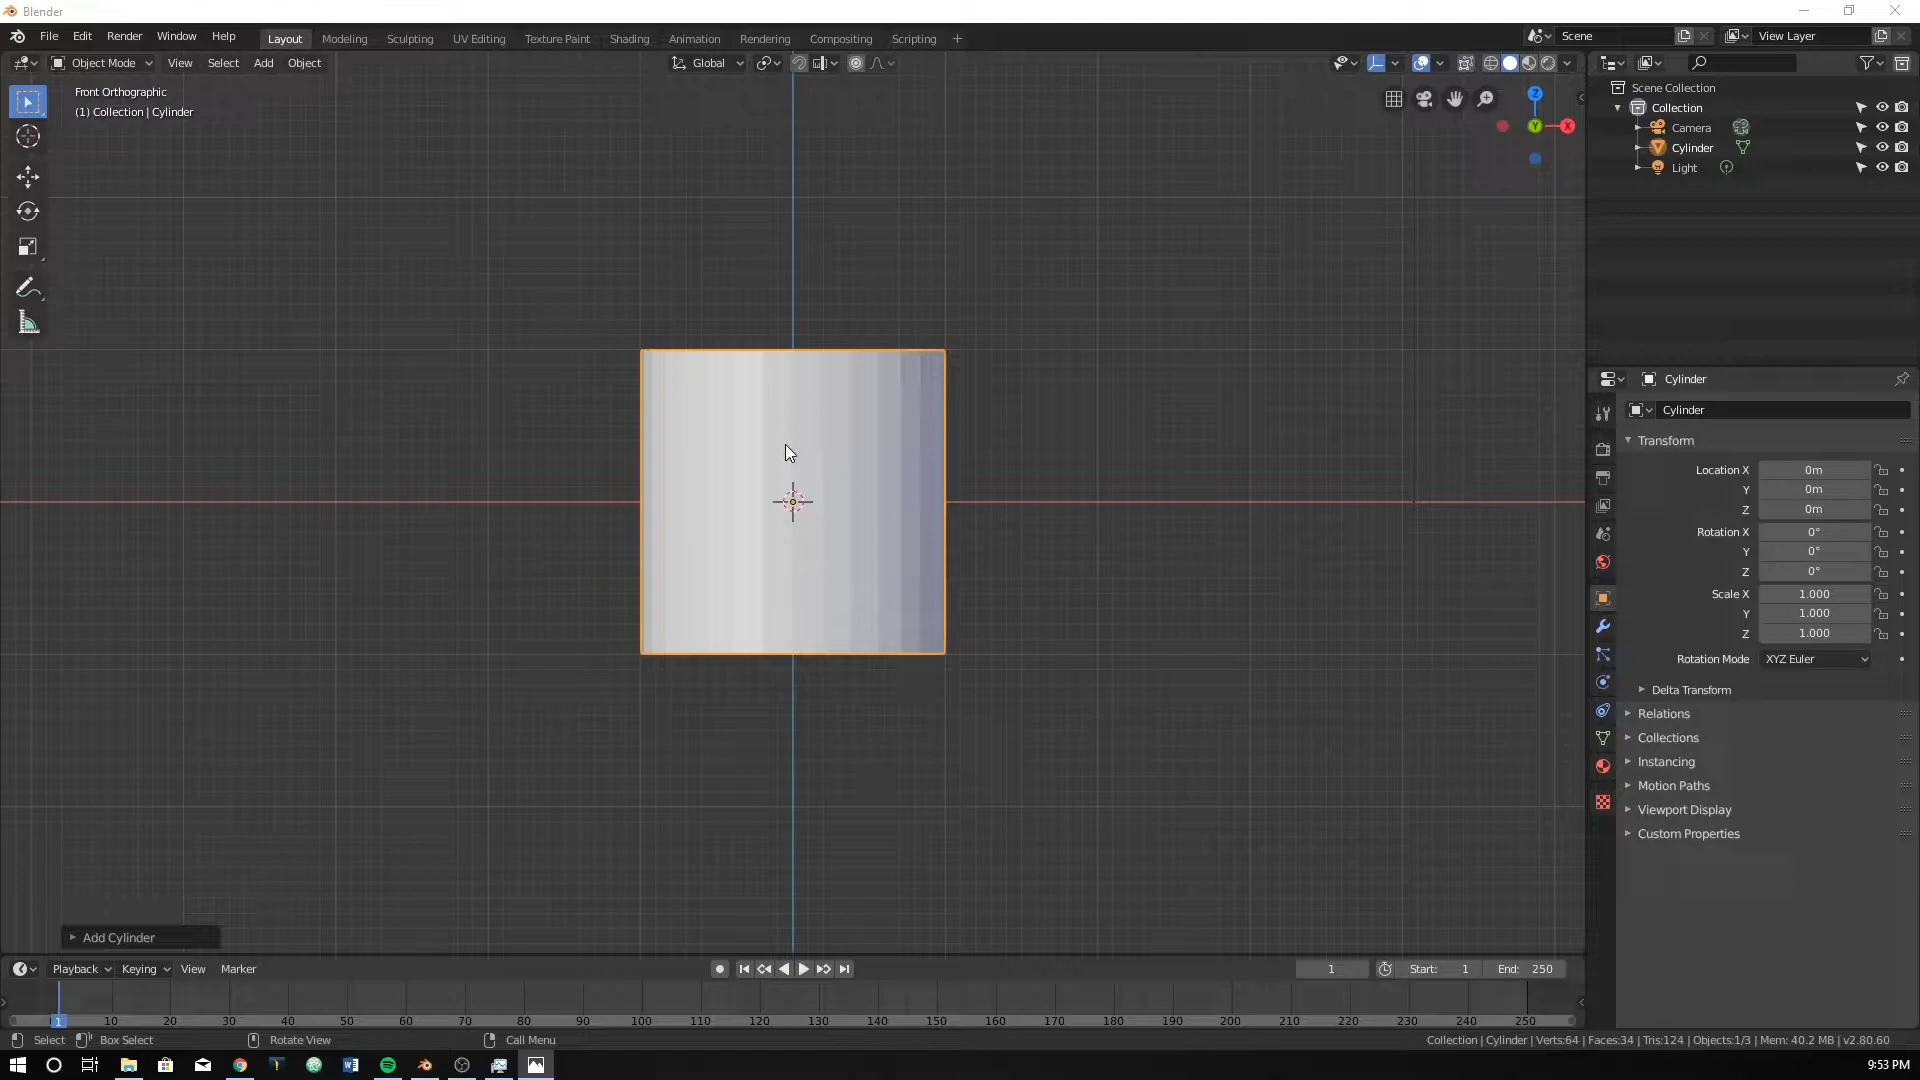 Blender
File Edit Render Window Help Layout Modeling Sculpting UV Editing Texture Paint Shading Animation Rendering Compositing Scripting + Scene View Layer
Object Mode View Select Add Object Global
Front Orthographic
(1) Collection | Cylinder
Z
Y X
Scene Collection
Collection
Camera
Cylinder
Light
Cylinder
Cylinder
Transform
Location X 0m
Y 0m
Z 0m
Rotation X 0°
Y 0°
Z 0°
Scale X 1.000
Y 1.000
Z 1.000
Rotation Mode XYZ Euler
Delta Transform
Relations
Collections
Instancing
Motion Paths
Viewport Display
Custom Properties
Add Cylinder
Playback Keying View Marker 1 Start: 1 End: 250
1 10 20 30 40 50 60 70 80 90 100 110 120 130 140 150 160 170 180 190 200 210 220 230 240 250
Select Box Select Rotate View Call Menu Collection | Cylinder | Verts:64 | Faces:34 | Tris:124 | Objects:1/3 | Mem: 40.2 MB | v2.80.60
9:53 PM